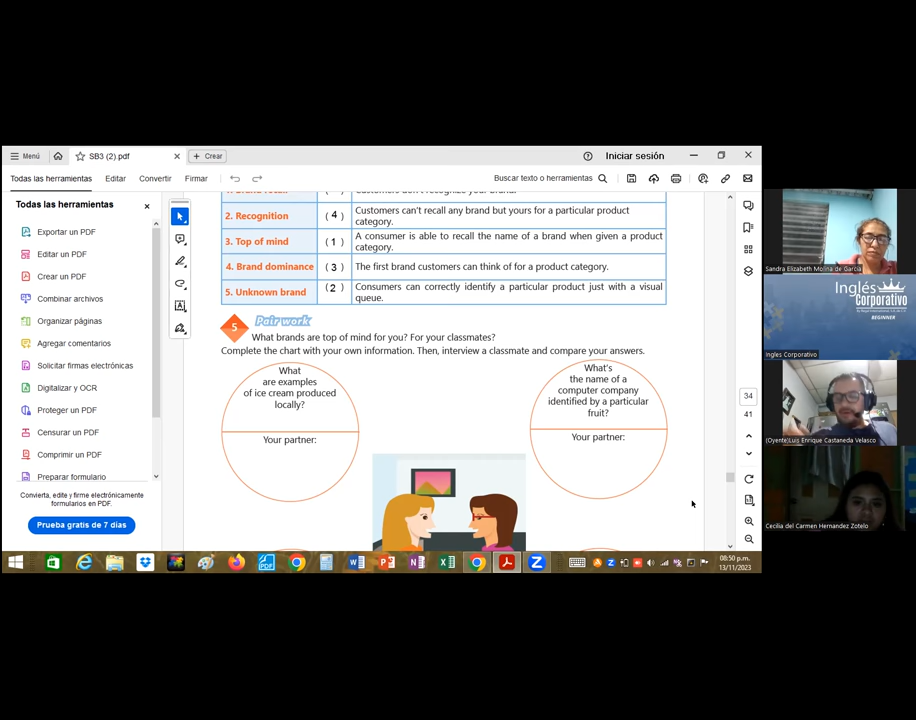 Menú
SB3 (2).pdf
Crear
Iniciar sesión
Todas las herramientas
Editar
Convertir
Firmar
Buscar texto o herramientas
Todas las herramientas
Exportar un PDF
Editar un PDF
Crear un PDF
Combinar archivos
Organizar páginas
Agregar comentarios
Solicitar firmas electrónicas
Digitalizar y OCR
Proteger un PDF
Censurar un PDF
Comprimir un PDF
Preparar formulario
Convierta, edite y firme electrónicamente
formularios en PDF.
Prueba gratis de 7 días
2. Recognition
( 4 )
Customers can't recall any brand but yours for a particular product
category.
3. Top of mind
( 1 )
A consumer is able to recall the name of a brand when given a product
category.
4. Brand dominance
( 3 )
The first brand customers can think of for a product category.
5. Unknown brand
( 2 )
Consumers can correctly identify a particular product just with a visual
queue.
5
Pair work
What brands are top of mind for you? For your classmates?
Complete the chart with your own information. Then, interview a classmate and compare your answers.
What
are examples
of ice cream produced
locally?
Your partner:
What's
the name of a
computer company
identified by a particular
fruit?
Your partner:
34
41
08:50 p.m.
13/11/2023
Sandra Elizabeth Molina de Garcia
Inglés
Corporativo
BEGINNER
Ingles Corporativo
(Oyente)Luis Enrique Castaneda Velasco
Cecilia del Carmen Hernandez Zotelo